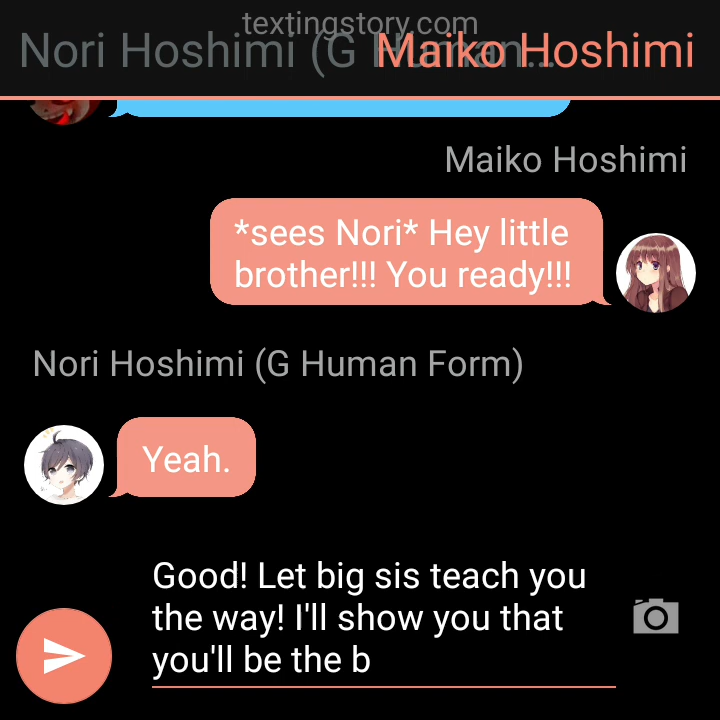 textingstory.com
Nori Hoshimi (G Human... Maiko Hoshimi
Maiko Hoshimi
*sees Nori* Hey little
brother!!! You ready!!!
Nori Hoshimi (G Human Form)
Yeah.
Good! Let big sis teach you
the way! I'll show you that
you'll be the b